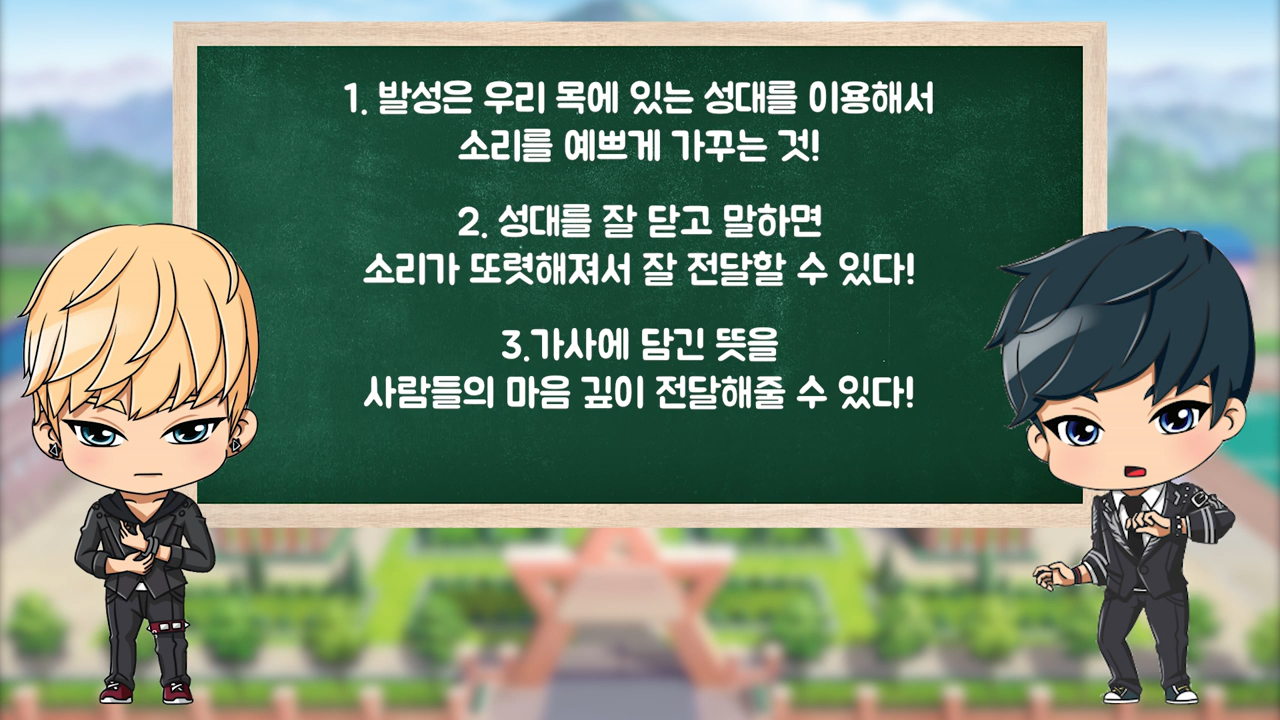 1. 발성은 우리 목에 있는 성대를 이용해서
소리를 예쁘게 가꾸는 것!
2. 성대를 잘 닫고 말하면
소리가 또렷해져서 잘 전달할 수 있다!
3.가사에 담긴 뜻을
사람들의 마음 깊이 전달해줄 수 있다!